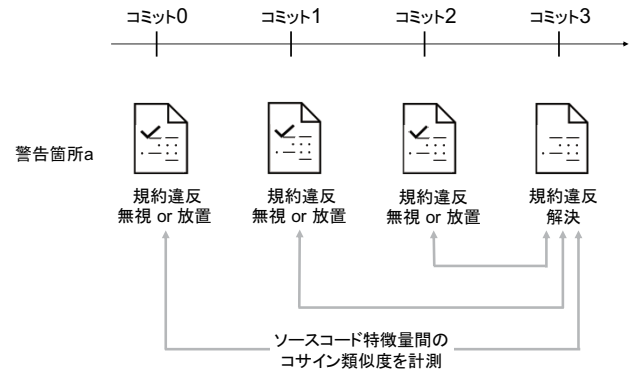 コミット0
コミット1
コミット2
コミット3
警告箇所a
規約違反
無視 or 放置
規約違反
無視 or 放置
規約違反
無視 or 放置
規約違反
解決
ソースコード特徴量間の
コサイン類似度を計測